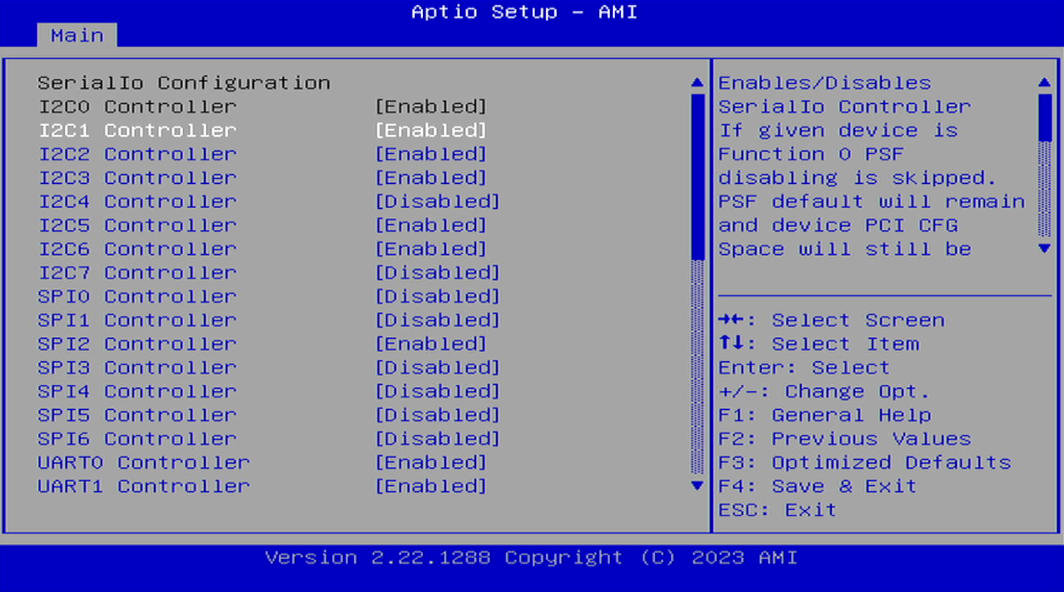 Aptio Setup - AMI
Main
SerialIo Configuration
I2C0 Controller [Enabled]
I2C1 Controller [Enabled]
I2C2 Controller [Enabled]
I2C3 Controller [Enabled]
I2C4 Controller [Disabled]
I2C5 Controller [Enabled]
I2C6 Controller [Enabled]
I2C7 Controller [Disabled]
SPI0 Controller [Disabled]
SPI1 Controller [Disabled]
SPI2 Controller [Enabled]
SPI3 Controller [Disabled]
SPI4 Controller [Disabled]
SPI5 Controller [Disabled]
SPI6 Controller [Disabled]
UART0 Controller [Enabled]
UART1 Controller [Enabled]
Enables/Disables
SerialIo Controller
If given device is
Function 0 PSF
disabling is skipped.
PSF default will remain
and device PCI CFG
Space will still be
→←: Select Screen
↑↓: Select Item
Enter: Select
+/-: Change Opt.
F1: General Help
F2: Previous Values
F3: Optimized Defaults
F4: Save & Exit
ESC: Exit
Version 2.22.1288 Copyright (C) 2023 AMI